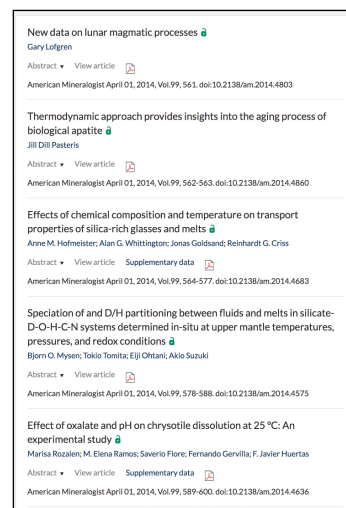 New data on lunar magmatic processes
Gary Lofgren
Abstract ▾ View article
American Mineralogist April 01, 2014, Vol.99, 561. doi:10.2138/am.2014.4803
Thermodynamic approach provides insights into the aging process of
biological apatite
Jill Dill Pasteris
Abstract ▾ View article
American Mineralogist April 01, 2014, Vol.99, 562-563. doi:10.2138/am.2014.4860
Effects of chemical composition and temperature on transport
properties of silica-rich glasses and melts
Anne M. Hofmeister; Alan G. Whittington; Jonas Goldsand; Reinhardt G. Criss
Abstract ▾ View article Supplementary data
American Mineralogist April 01, 2014, Vol.99, 564-577. doi:10.2138/am.2014.4683
Speciation of and D/H partitioning between fluids and melts in silicate-
D-O-H-C-N systems determined in-situ at upper mantle temperatures,
pressures, and redox conditions
Bjorn O. Mysen; Tokio Tomita; Eiji Ohtani; Akio Suzuki
Abstract ▾ View article
American Mineralogist April 01, 2014, Vol.99, 578-588. doi:10.2138/am.2014.4575
Effect of oxalate and pH on chrysotile dissolution at 25 °C: An
experimental study
Marisa Rozalen; M. Elena Ramos; Saverio Fiore; Fernando Gervilla; F. Javier Huertas
Abstract ▾ View article Supplementary data
American Mineralogist April 01, 2014, Vol.99, 589-600. doi:10.2138/am.2014.4636